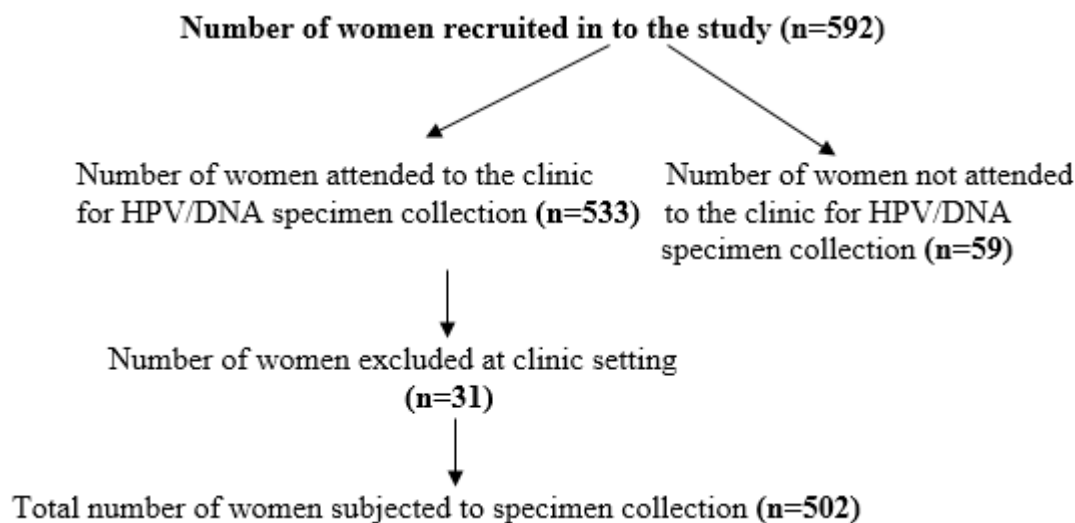 Number of women recruited in to the study (n=592)
Number of women attended to the clinic
for HPV/DNA specimen collection (n=533)
Number of women not attended
to the clinic for HPV/DNA
specimen collection (n=59)
Number of women excluded at clinic setting
(n=31)
Total number of women subjected to specimen collection (n=502)